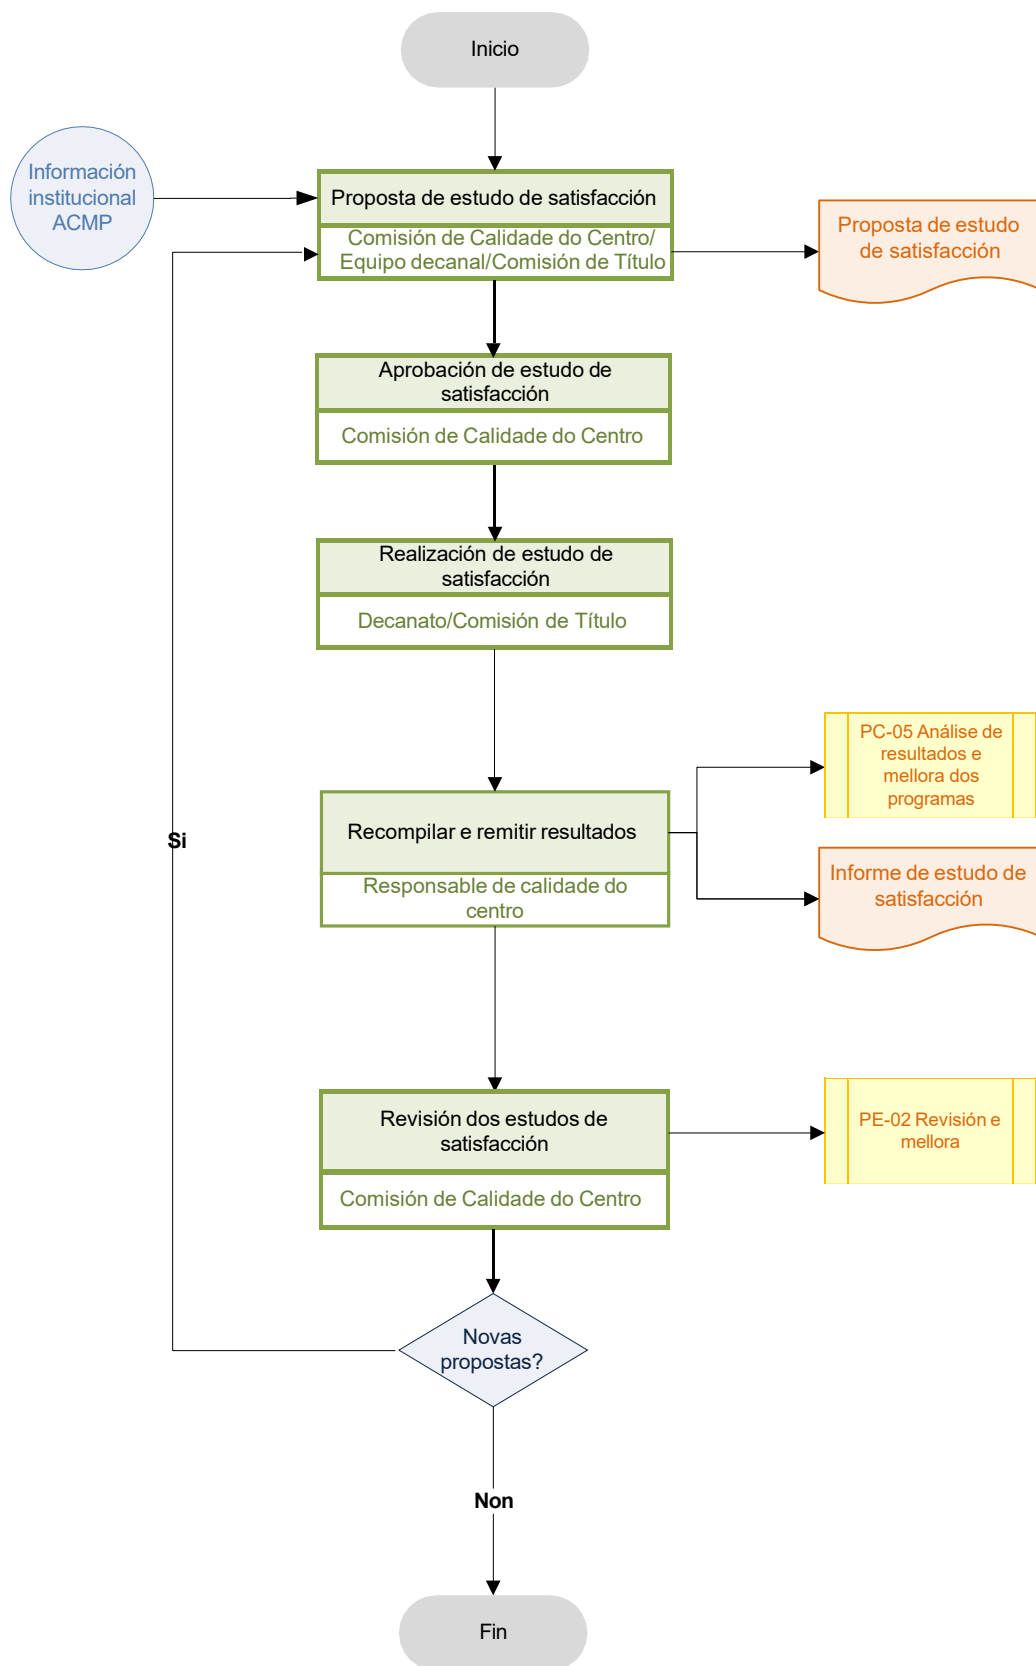 Inicio
Información
institucional
ACMP
Proposta de estudo de satisfacción
Comisión de Calidade do Centro/
Equipo decanal/Comisión de Título
Proposta de estudo
de satisfacción
Aprobación de estudo de
satisfacción
Comisión de Calidade do Centro
Realización de estudo de
satisfacción
Decanato/Comisión de Título
PC-05 Análise de
resultados e
mellora dos
programas
Recompilar e remitir resultados
Si
Responsable de calidade do
centro
Informe de estudo de
satisfacción
Revisión dos estudos de
satisfacción
Comisión de Calidade do Centro
PE-02 Revisión e
mellora
Novas
propostas?
Non
Fin